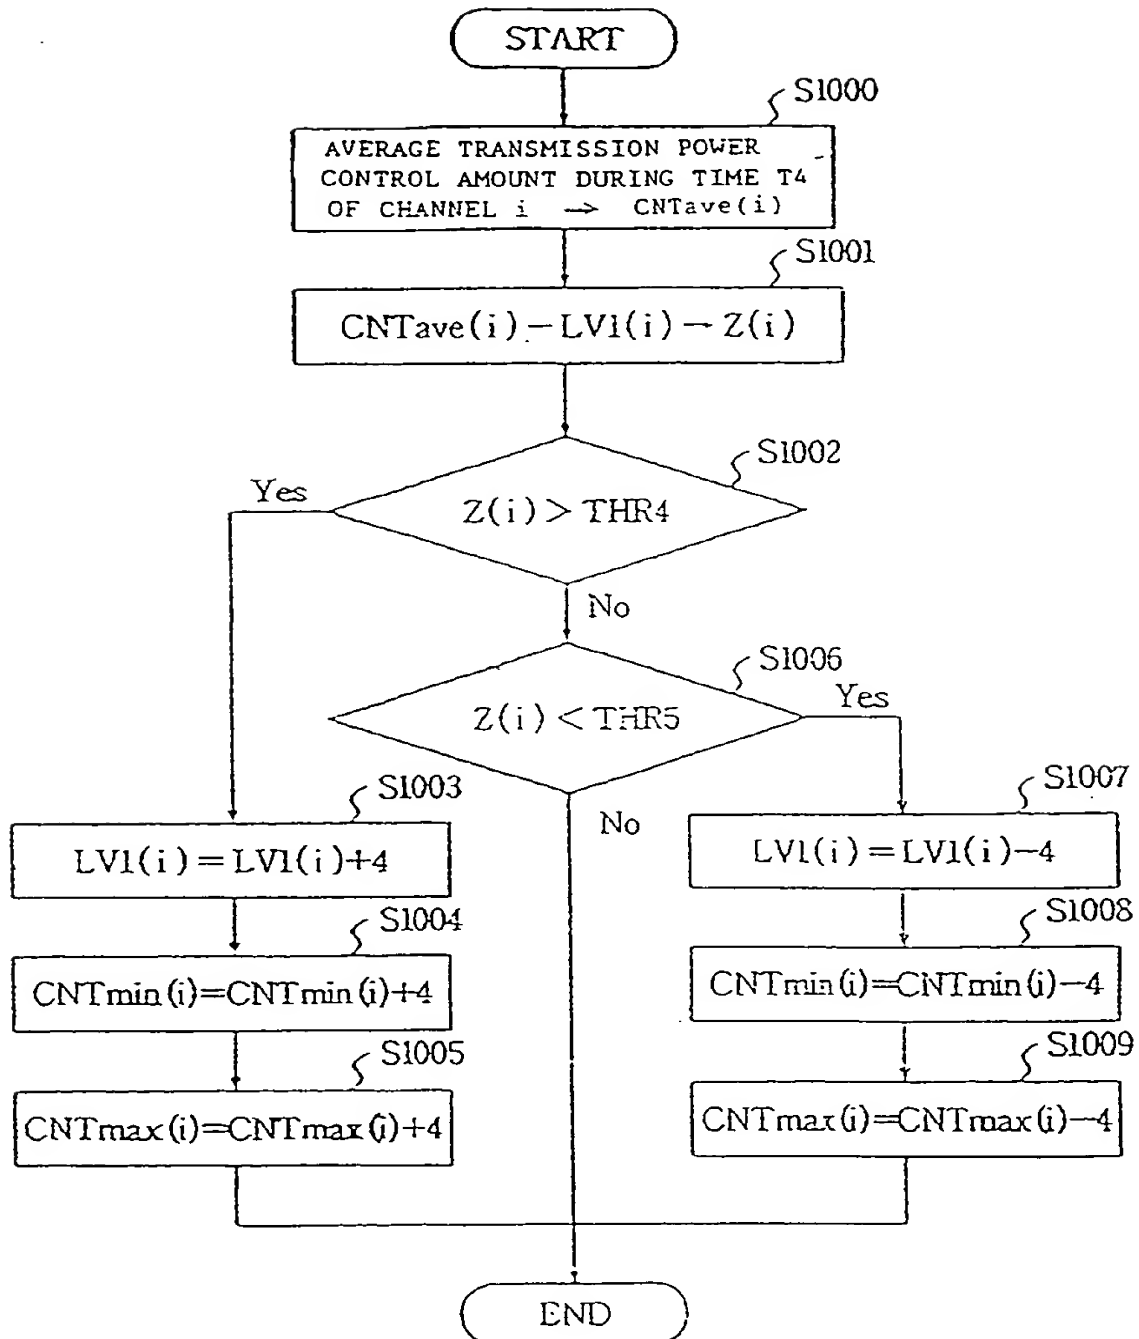 START
S1000
AVERAGE TRANSMISSION POWER
CONTROL AMOUNT DURING TIME T4
OF CHANNEL i → CNTave(i)
S1001
CNTave(i)−LV1(i)→Z(i)
S1002
Z(i)>THR4
Yes
No
S1006
Z(i)<THR5
Yes
No
S1003
LV1(i)=LV1(i)+4
S1004
CNTmin(i)=CNTmin(i)+4
S1005
CNTmax(i)=CNTmax(i)+4
S1007
LV1(i)=LV1(i)−4
S1008
CNTmin(i)=CNTmin(i)−4
S1009
CNTmax(i)=CNTmax(i)−4
END